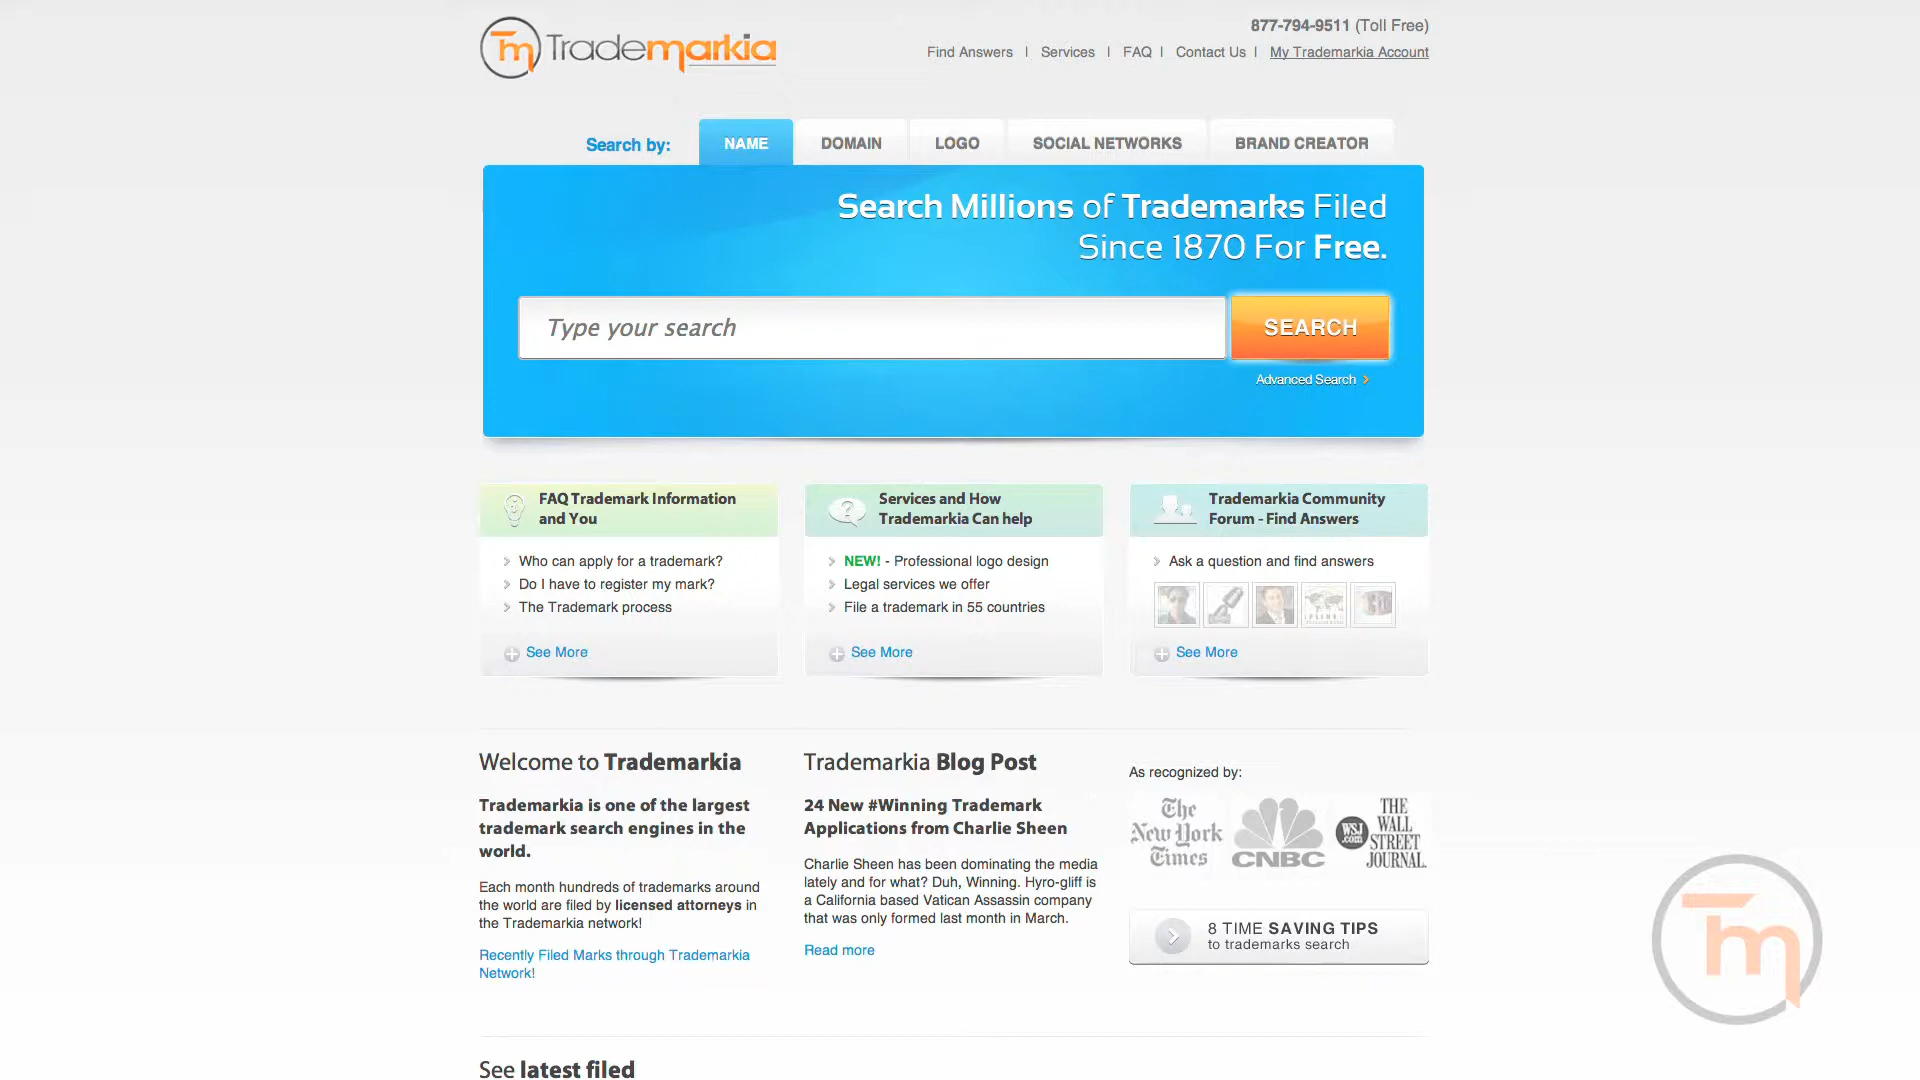 Tm Trademarkia
877-794-9511 (Toll Free)
Find Answers | Services | FAQ | Contact Us | My Trademarkia Account
Search by: NAME DOMAIN LOGO SOCIAL NETWORKS BRAND CREATOR
Search Millions of Trademarks Filed
Since 1870 For Free.
Type your search
SEARCH
Advanced Search
FAQ Trademark Information
and You
Who can apply for a trademark?
Do I have to register my mark?
The Trademark process
See More
Services and How
Trademarkia Can help
NEW! - Professional logo design
Legal services we offer
File a trademark in 55 countries
See More
Trademarkia Community
Forum - Find Answers
Ask a question and find answers
See More
Welcome to Trademarkia
Trademarkia is one of the largest
trademark search engines in the
world.
Each month hundreds of trademarks around
the world are filed by licensed attorneys in
the Trademarkia network!
Recently Filed Marks through Trademarkia
Network!
Trademarkia Blog Post
24 New #Winning Trademark
Applications from Charlie Sheen
Charlie Sheen has been dominating the media
lately and for what? Duh, Winning. Hyro-gliff is
a California based Vatican Assassin company
that was only formed last month in March.
Read more
As recognized by:
The
New York
Times
CNBC
WSJ.com
THE
WALL
STREET
JOURNAL.
8 TIME SAVING TIPS
to trademarks search
Tm
See latest filed